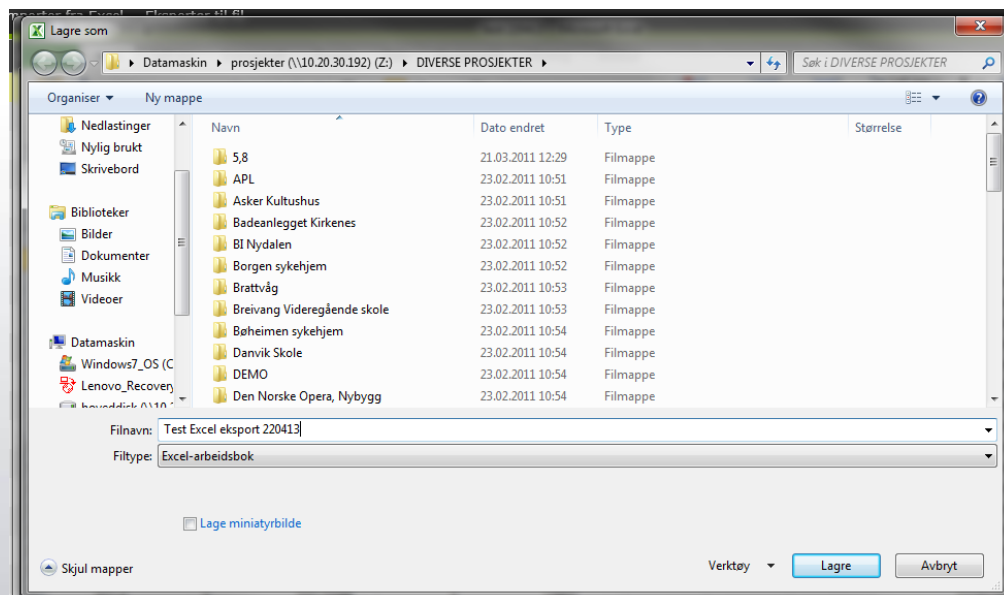 Importer fra Excel Eksporter til fil
Lagre som
Datamaskin ▸ prosjekter (\\10.20.30.192) (Z:) ▸ DIVERSE PROSJEKTER ▸
Søk i DIVERSE PROSJEKTER
Organiser Ny mappe
Nedlastinger
Nylig brukt
Skrivebord
Biblioteker
Bilder
Dokumenter
Musikk
Videoer
Datamaskin
Windows7_OS (C
Lenovo_Recovery
Navn Dato endret Type Størrelse
5,8 21.03.2011 12:29 Filmappe
APL 23.02.2011 10:51 Filmappe
Asker Kultushus 23.02.2011 10:51 Filmappe
Badeanlegget Kirkenes 23.02.2011 10:52 Filmappe
BI Nydalen 23.02.2011 10:52 Filmappe
Borgen sykehjem 23.02.2011 10:52 Filmappe
Brattvåg 23.02.2011 10:53 Filmappe
Breivang Videregående skole 23.02.2011 10:53 Filmappe
Bøheimen sykehjem 23.02.2011 10:54 Filmappe
Danvik Skole 23.02.2011 10:54 Filmappe
DEMO 23.02.2011 10:54 Filmappe
Den Norske Opera, Nybygg 23.02.2011 10:54 Filmappe
Filnavn: Test Excel eksport 220413
Filtype: Excel-arbeidsbok
Lage miniatyrbilde
Skjul mapper
Verktøy Lagre Avbryt